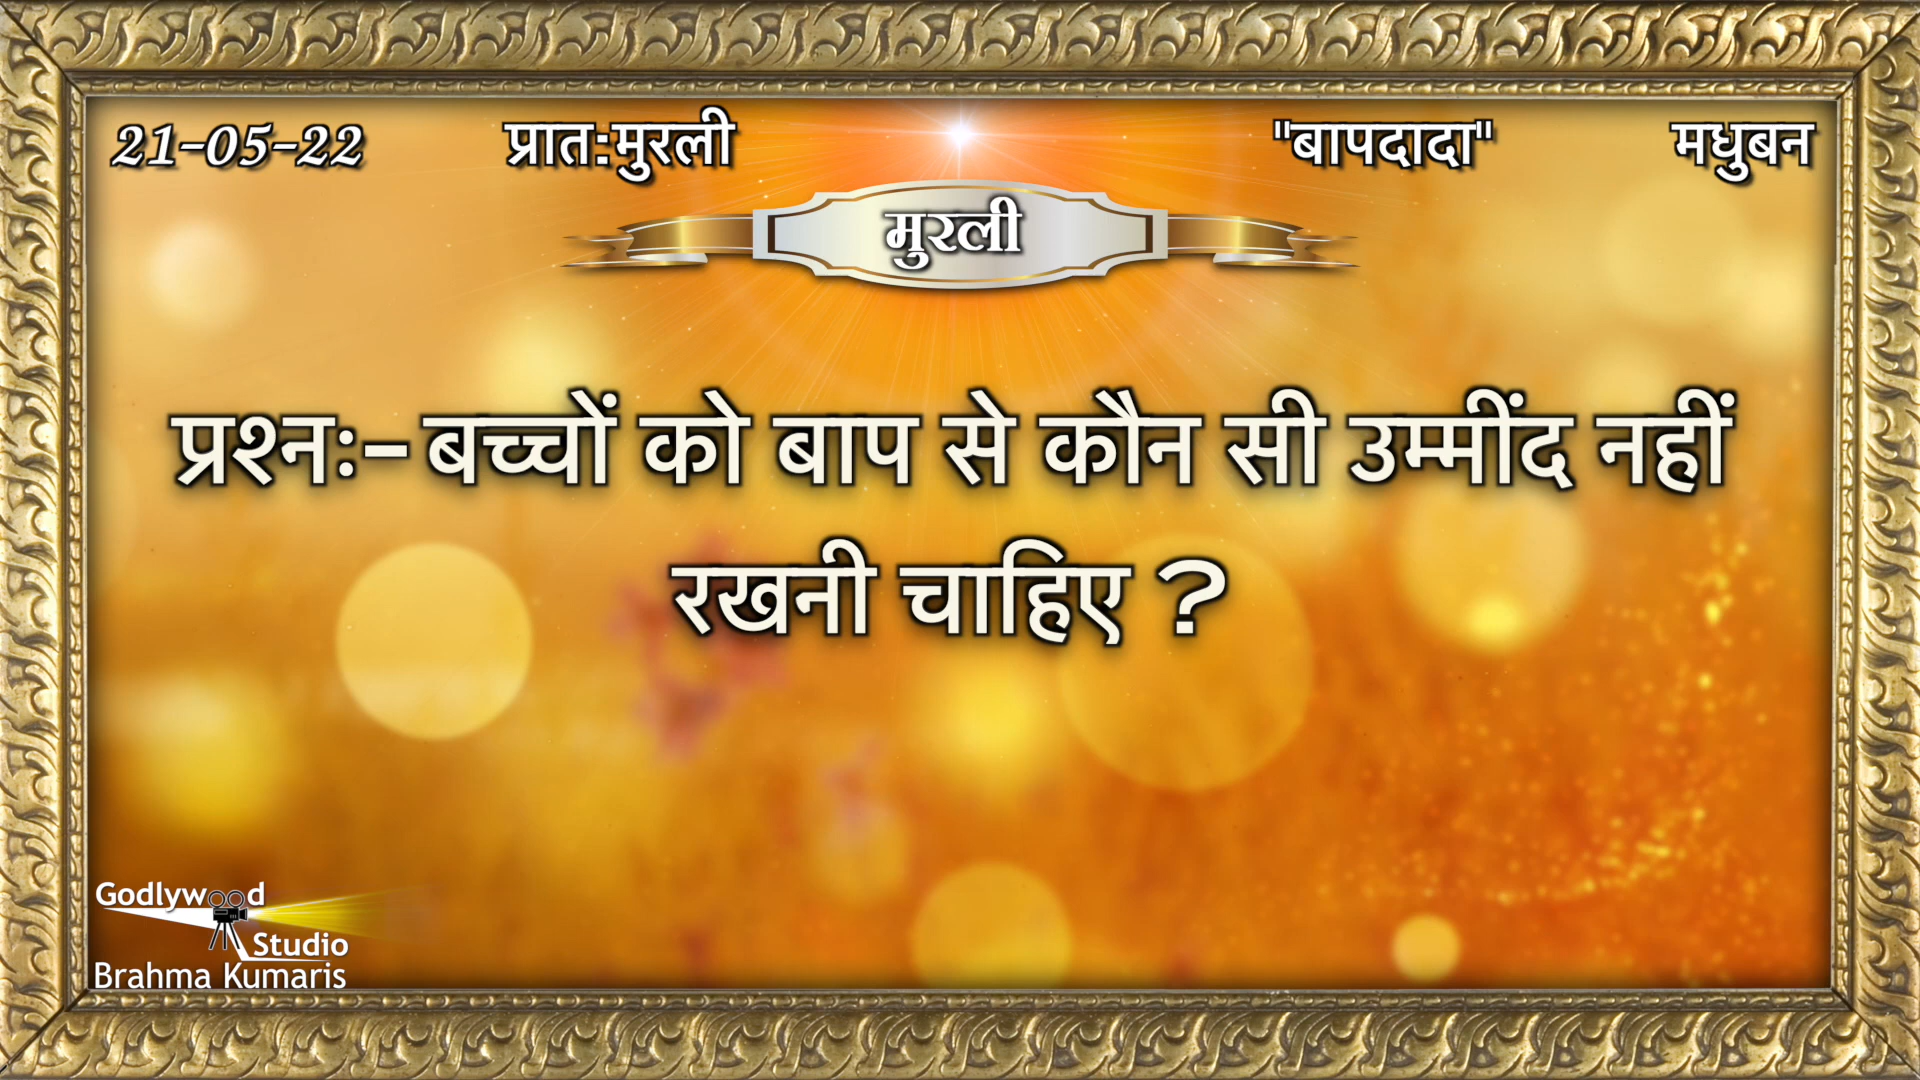 21-05-22 प्रात:मुरली "बापदादा" मधुबन
मुरली
प्रश्न:- बच्चों को बाप से कौन सी उम्मींद नहीं
रखनी चाहिए ?
Godlywood
Studio
Brahma Kumaris